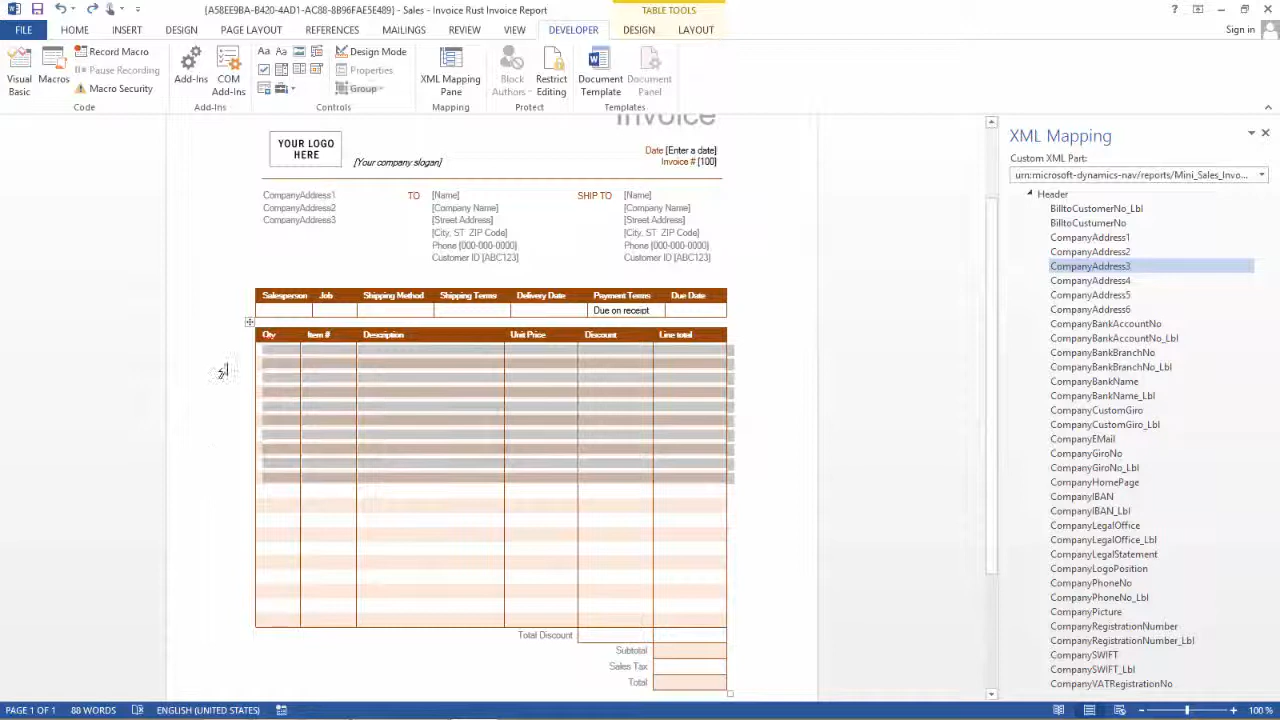 [A58EE9BA-B420-4AD1-AC88-8B96FAE5E489] - Sales - Invoice Rust Invoice Report
TABLE TOOLS
FILE HOME INSERT DESIGN PAGE LAYOUT REFERENCES MAILINGS REVIEW VIEW DEVELOPER DESIGN LAYOUT Sign in
Visual Basic
Macros
Record Macro
Pause Recording
Macro Security
Code
Add-Ins
COM Add-Ins
Add-Ins
Aa Aa
Design Mode
Properties
Group
Controls
XML Mapping Pane
Mapping
Block Authors
Restrict Editing
Protect
Document Template
Document Panel
Templates
Invoice
YOUR LOGO
HERE
[Your company slogan]
Date [Enter a date]
Invoice # [100]
CompanyAddress1
CompanyAddress2
CompanyAddress3
TO
[Name]
[Company Name]
[Street Address]
[City, ST ZIP Code]
Phone [000-000-0000]
Customer ID [ABC123]
SHIP TO
[Name]
[Company Name]
[Street Address]
[City, ST ZIP Code]
Phone [000-000-0000]
Customer ID [ABC123]
Salesperson Job Shipping Method Shipping Terms Delivery Date Payment Terms Due Date
Due on receipt
Qty Item # Description Unit Price Discount Line total
Total Discount
Subtotal
Sales Tax
Total
XML Mapping
Custom XML Part:
urn:microsoft-dynamics-nav/reports/Mini_Sales_Invo...
Header
BilltoCustomerNo_Lbl
BilltoCustumerNo
CompanyAddress1
CompanyAddress2
CompanyAddress3
CompanyAddress4
CompanyAddress5
CompanyAddress6
CompanyBankAccountNo
CompanyBankAccountNo_Lbl
CompanyBankBranchNo
CompanyBankBranchNo_Lbl
CompanyBankName
CompanyBankName_Lbl
CompanyCustomGiro
CompanyCustomGiro_Lbl
CompanyEMail
CompanyGiroNo
CompanyGiroNo_Lbl
CompanyHomePage
CompanyIBAN
CompanyIBAN_Lbl
CompanyLegalOffice
CompanyLegalOffice_Lbl
CompanyLegalStatement
CompanyLogoPosition
CompanyPhoneNo
CompanyPhoneNo_Lbl
CompanyPicture
CompanyRegistrationNumber
CompanyRegistrationNumber_Lbl
CompanySWIFT
CompanySWIFT_Lbl
CompanyVATRegistrationNo
PAGE 1 OF 1 88 WORDS ENGLISH (UNITED STATES) 100 %